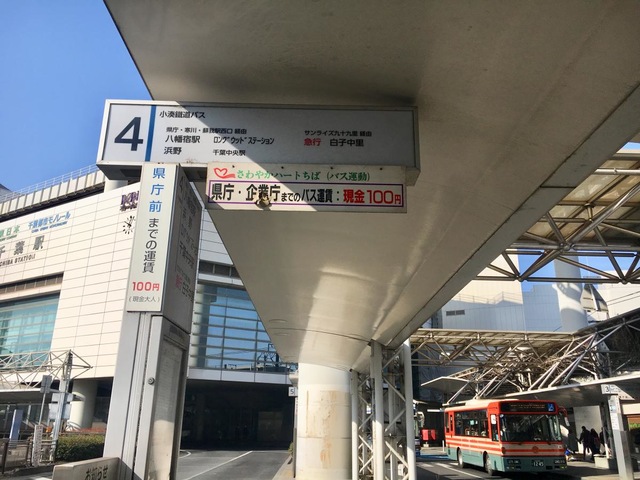 4
小湊鐵道バス
県庁・寒川・蘇我駅西口 経由
八幡宿駅 ロングウッドステーション
浜野 千葉中央駅
サンライズ九十九里 経由
急行 白子中里
さわやかハートちば(バス運動)
県庁・企業庁までのバス運賃:現金100円
県庁前までの運賃
100円
(現金大人)
千葉都市モノレール
千葉駅
CHIBA STATION
1245